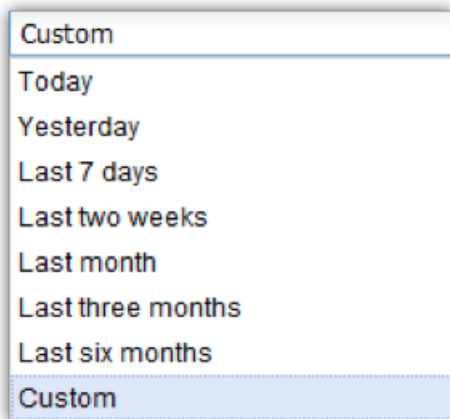 Custom
Today
Yesterday
Last 7 days
Last two weeks
Last month
Last three months
Last six months
Custom